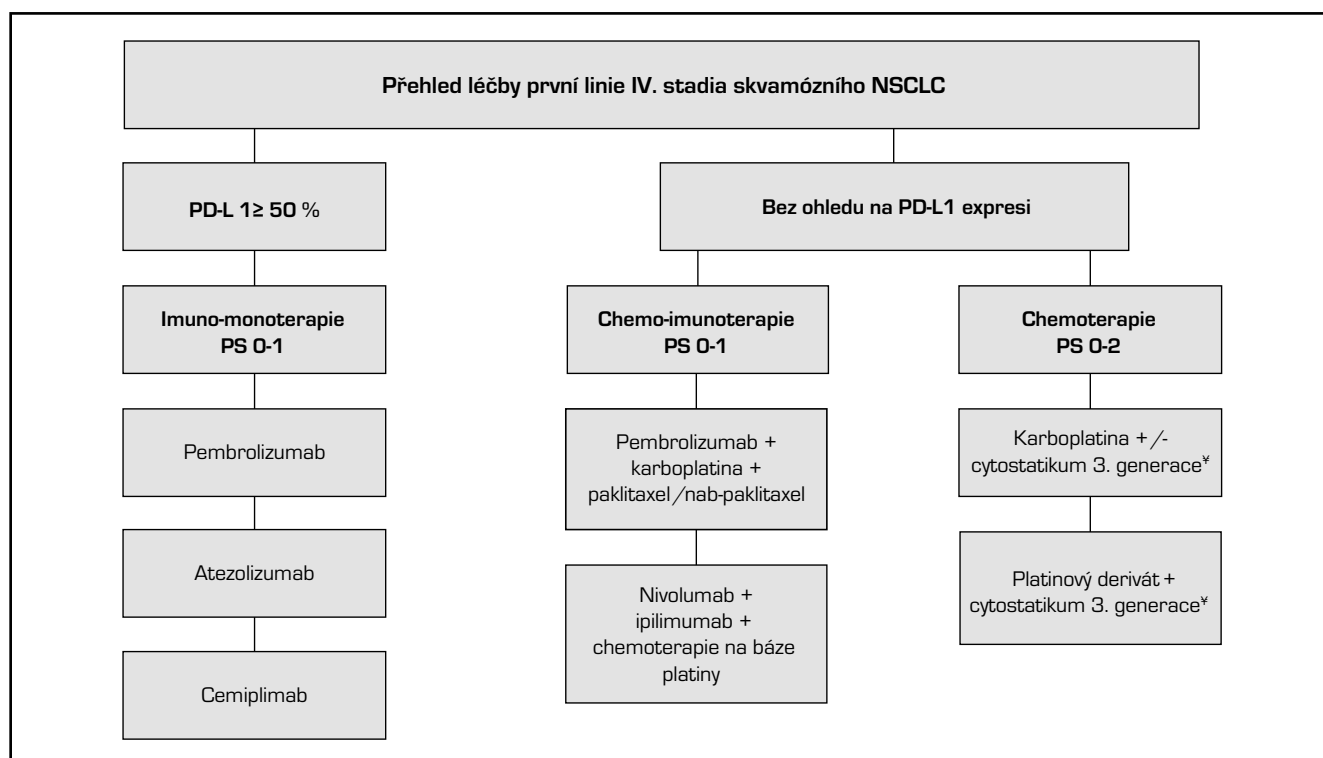 Přehled léčby první linie IV. stadia skvamózního NSCLC
PD-L 1≥ 50 %
Bez ohledu na PD-L1 expresi
Imuno-monoterapie
PS 0-1
Chemo-imunoterapie
PS 0-1
Chemoterapie
PS 0-2
Pembrolizumab
Pembrolizumab +
karboplatina +
paklitaxel/nab-paklitaxel
Karboplatina +/-
cytostatikum 3. generace¥
Atezolizumab
Nivolumab +
ipilimumab +
chemoterapie na báze
platiny
Platinový derivát +
cytostatikum 3. generace¥
Cemiplimab